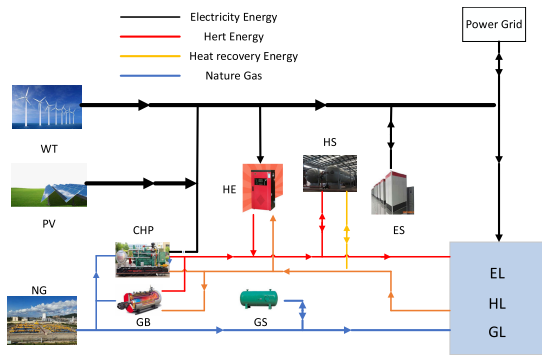 Electricity Energy
Hert Energy
Heat recovery Energy
Nature Gas
Power Grid
WT
HS
HE
PV
ES
CHP
NG
GB
GS
EL
HL
GL